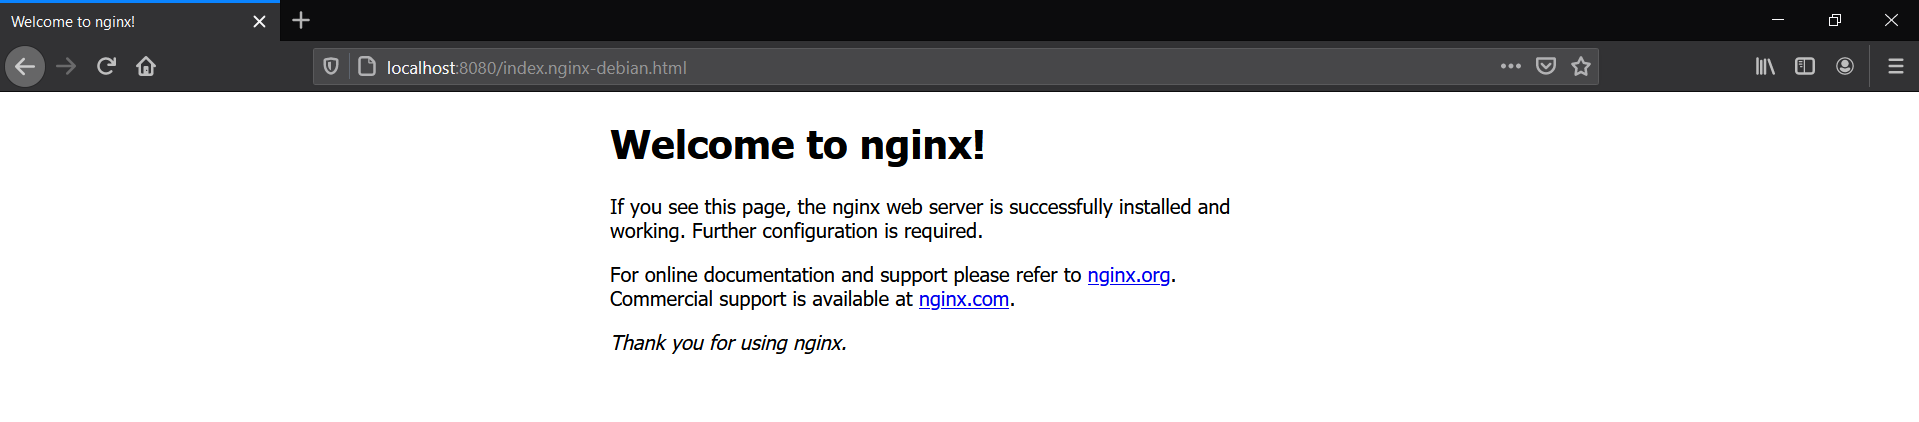 Welcome to nginx!
localhost:8080/index.nginx-debian.html
Welcome to nginx!
If you see this page, the nginx web server is successfully installed and
working. Further configuration is required.
For online documentation and support please refer to nginx.org.
Commercial support is available at nginx.com.
Thank you for using nginx.